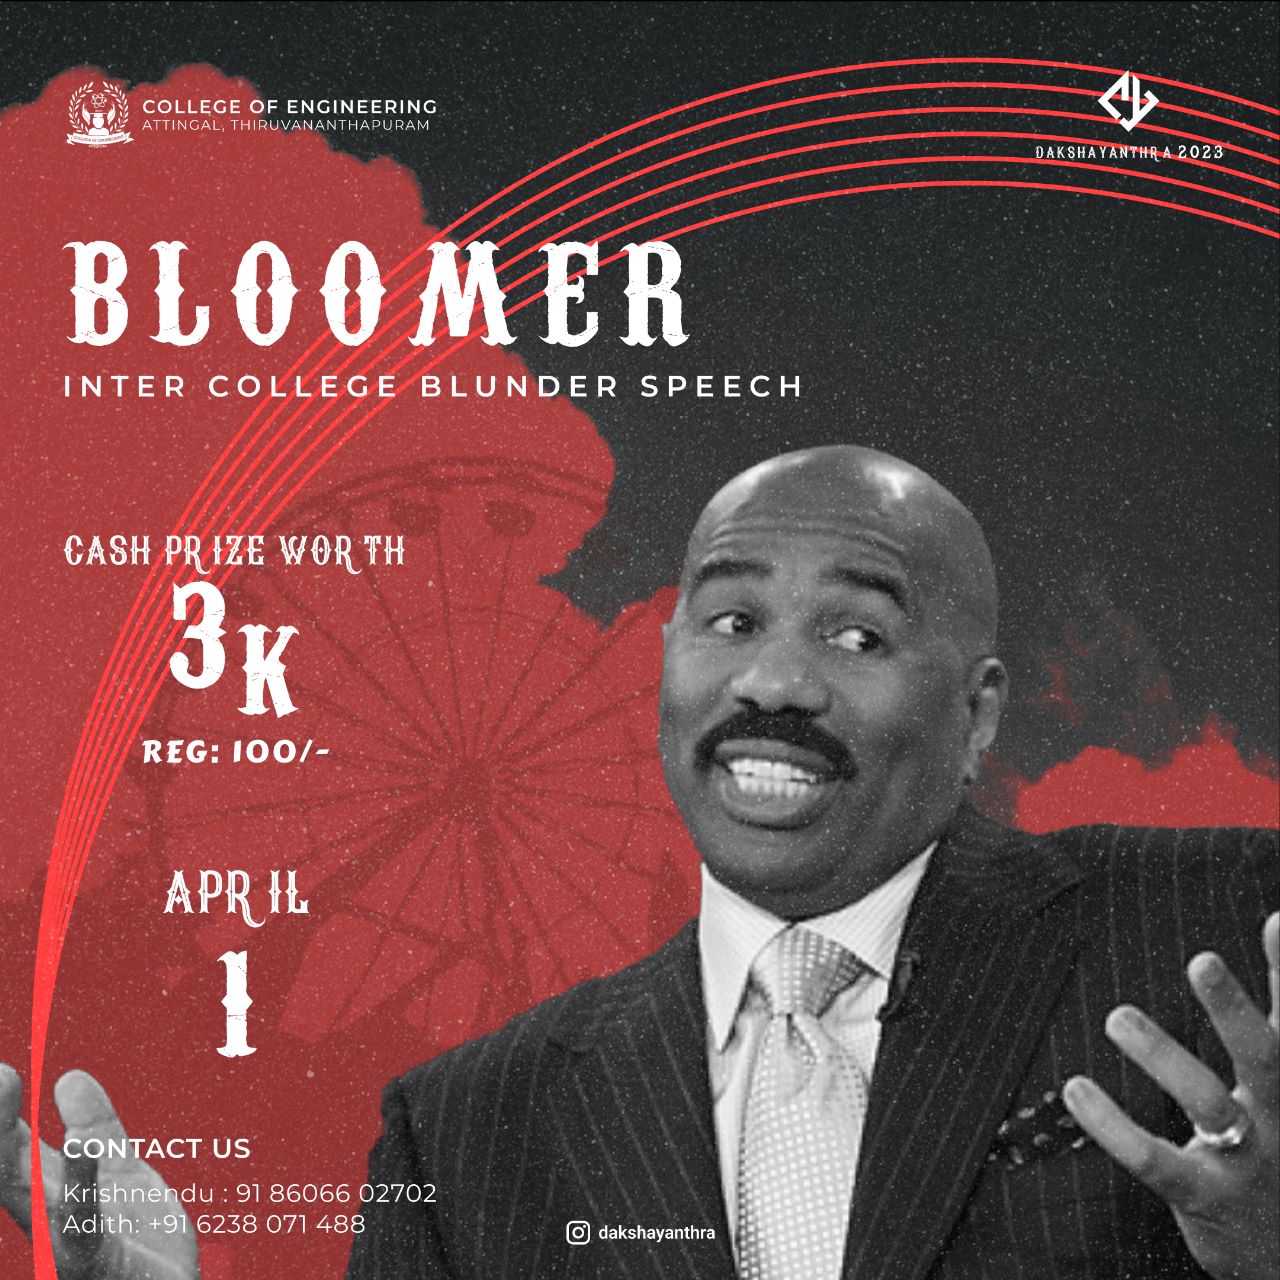 COLLEGE OF ENGINEERING
ATTINGAL, THIRUVANANTHAPURAM
DAKSHAYANTHRA 2023
BLOOMER
INTER COLLEGE BLUNDER SPEECH
CASH PRIZE WORTH
3K
REG: 100/-
APRIL
1
CONTACT US
Krishnendu : 91 86066 02702
Adith: +91 6238 071 488
dakshayanthra